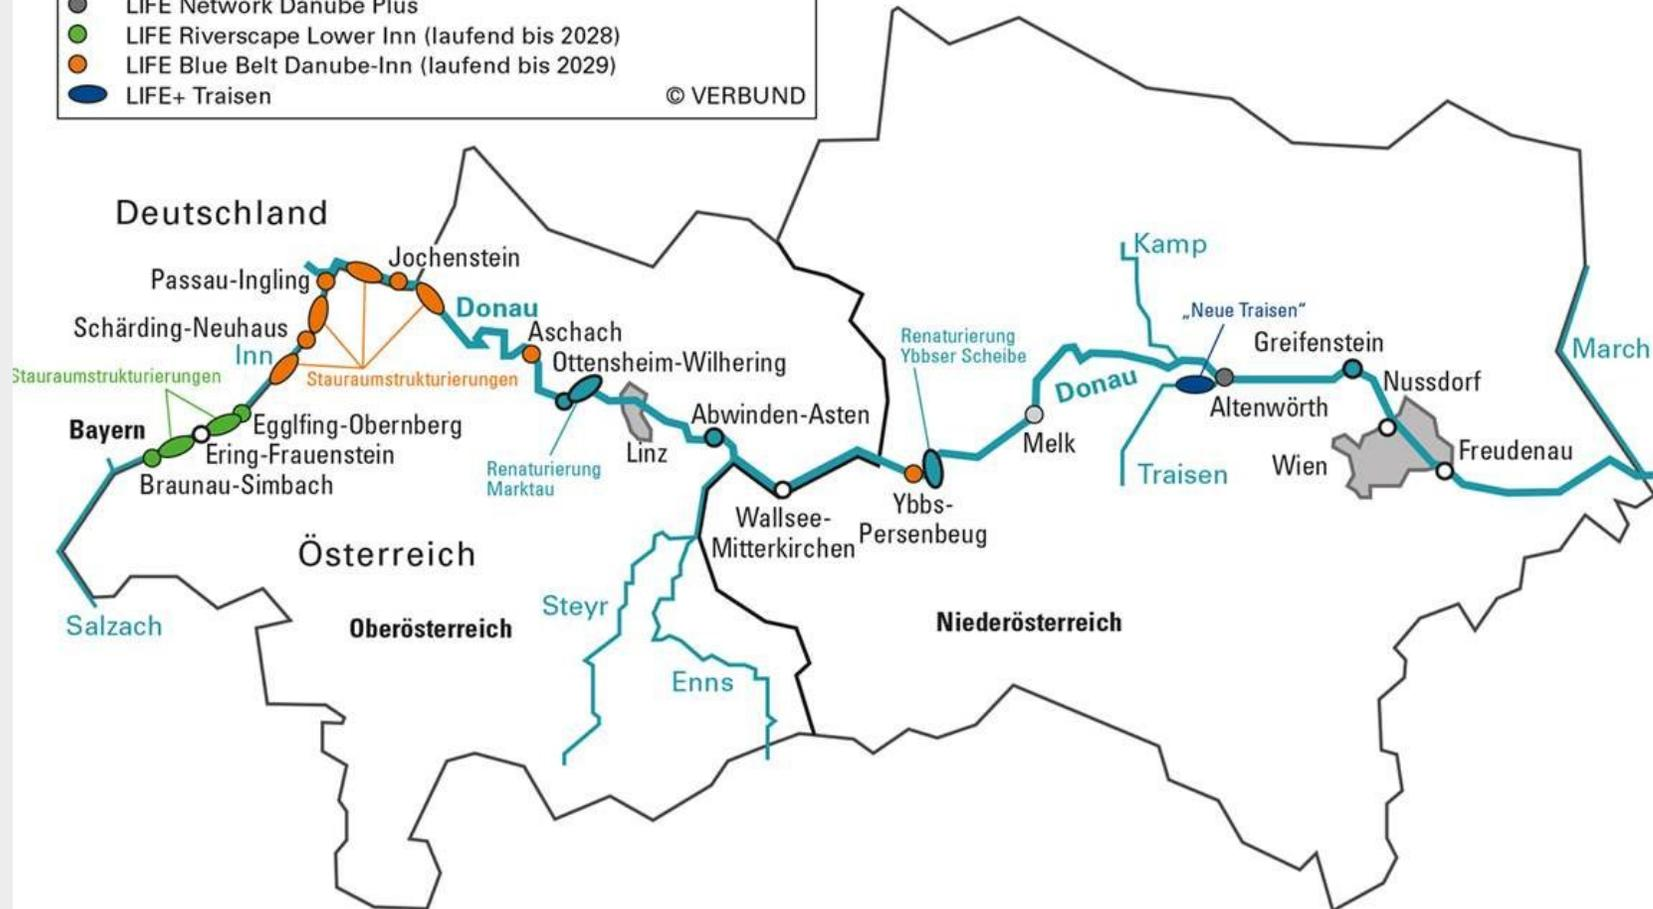 LIFE Network Danube Plus
LIFE Riverscape Lower Inn (laufend bis 2028)
LIFE Blue Belt Danube-Inn (laufend bis 2029)
LIFE+ Traisen
© VERBUND
Deutschland
Jochenstein
Passau-Ingling
Donau
Schärding-Neuhaus
Inn
Aschach
Ottensheim-Wilhering
Stauraumstrukturierungen
Stauraumstrukturierungen
Bayern
Egglfing-Obernberg
Ering-Frauenstein
Braunau-Simbach
Renaturierung
Marktau
Linz
Abwinden-Asten
Wallsee-
Mitterkirchen
Renaturierung
Ybbser Scheibe
Ybbs-
Persenbeug
Melk
Donau
Kamp
„Neue Traisen“
Altenwörth
Traisen
Greifenstein
Nussdorf
Wien
Freudenau
March
Österreich
Salzach
Oberösterreich
Steyr
Enns
Niederösterreich